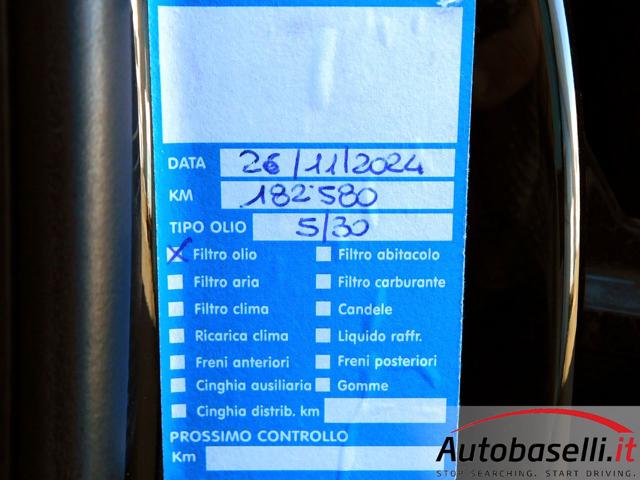 DATA 26/11/2024
KM 182'580
TIPO OLIO 5/30
X Filtro olio Filtro abitacolo
Filtro aria Filtro carburante
Filtro clima Candele
Ricarica clima Liquido raffr.
Freni anteriori Freni posteriori
Cinghia ausiliaria Gomme
Cinghia distrib. km
PROSSIMO CONTROLLO
Km
Autobaselli.it
STOP SEARCHING. START DRIVING.